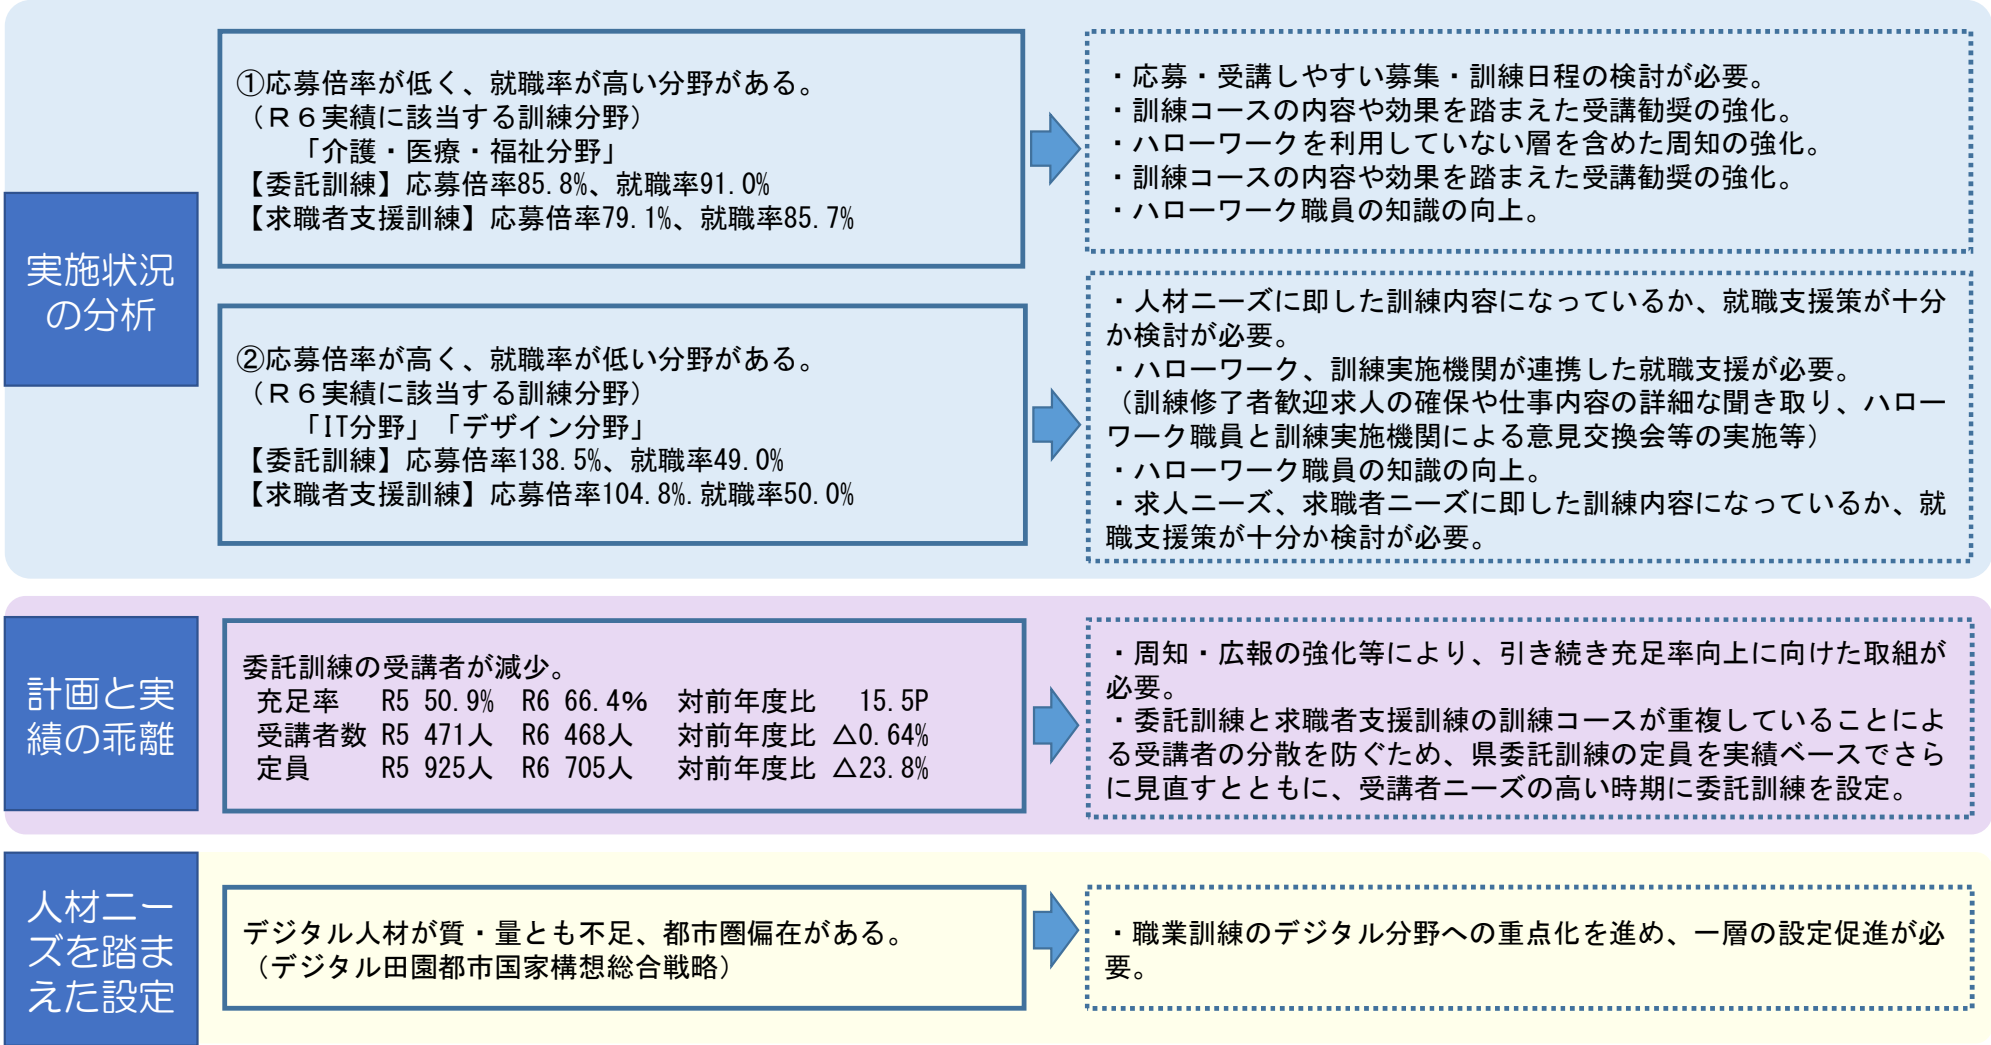 実施状況
の分析
①応募倍率が低く、就職率が高い分野がある。
（Ｒ６実績に該当する訓練分野）
「介護・医療・福祉分野」
【委託訓練】応募倍率85.8%、就職率91.0%
【求職者支援訓練】応募倍率79.1%、就職率85.7%
・応募・受講しやすい募集・訓練日程の検討が必要。
・訓練コースの内容や効果を踏まえた受講勧奨の強化。
・ハローワークを利用していない層を含めた周知の強化。
・訓練コースの内容や効果を踏まえた受講勧奨の強化。
・ハローワーク職員の知識の向上。
②応募倍率が高く、就職率が低い分野がある。
（Ｒ６実績に該当する訓練分野）
「IT分野」「デザイン分野」
【委託訓練】応募倍率138.5%、就職率49.0%
【求職者支援訓練】応募倍率104.8%.就職率50.0%
・人材ニーズに即した訓練内容になっているか、就職支援策が十分
か検討が必要。
・ハローワーク、訓練実施機関が連携した就職支援が必要。
（訓練修了者歓迎求人の確保や仕事内容の詳細な聞き取り、ハロー
ワーク職員と訓練実施機関による意見交換会等の実施等）
・ハローワーク職員の知識の向上。
・求人ニーズ、求職者ニーズに即した訓練内容になっているか、就
職支援策が十分か検討が必要。
計画と実
績の乖離
委託訓練の受講者が減少。
充足率 R5 50.9% R6 66.4％ 対前年度比 15.5P
受講者数 R5 471人 R6 468人 対前年度比 △0.64%
定員 R5 925人 R6 705人 対前年度比 △23.8%
・周知・広報の強化等により、引き続き充足率向上に向けた取組が
必要。
・委託訓練と求職者支援訓練の訓練コースが重複していることによ
る受講者の分散を防ぐため、県委託訓練の定員を実績ベースでさら
に見直すとともに、受講者ニーズの高い時期に委託訓練を設定。
人材ニー
ズを踏ま
えた設定
デジタル人材が質・量とも不足、都市圏偏在がある。
（デジタル田園都市国家構想総合戦略）
・職業訓練のデジタル分野への重点化を進め、一層の設定促進が必
要。